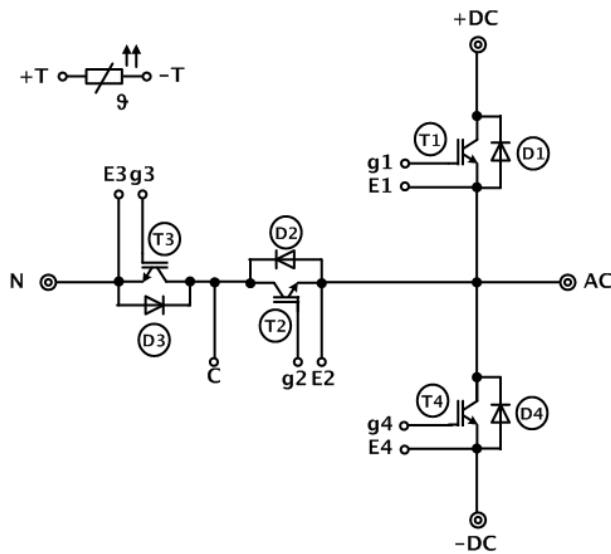 +DC
+T
-T
ϑ
T1
D1
g1
E1
E3 g3
T3
D2
N
AC
D3
T2
C
g2 E2
T4
D4
g4
E4
-DC